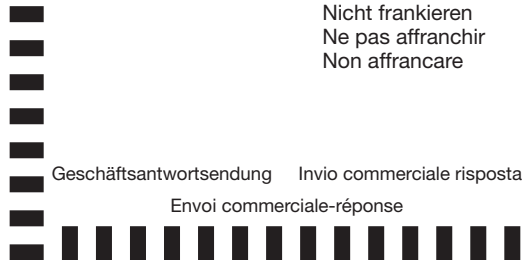 Nicht frankieren
Ne pas affranchir
Non affrancare
Geschäftsantwortsendung Invio commerciale risposta
Envoi commerciale-réponse